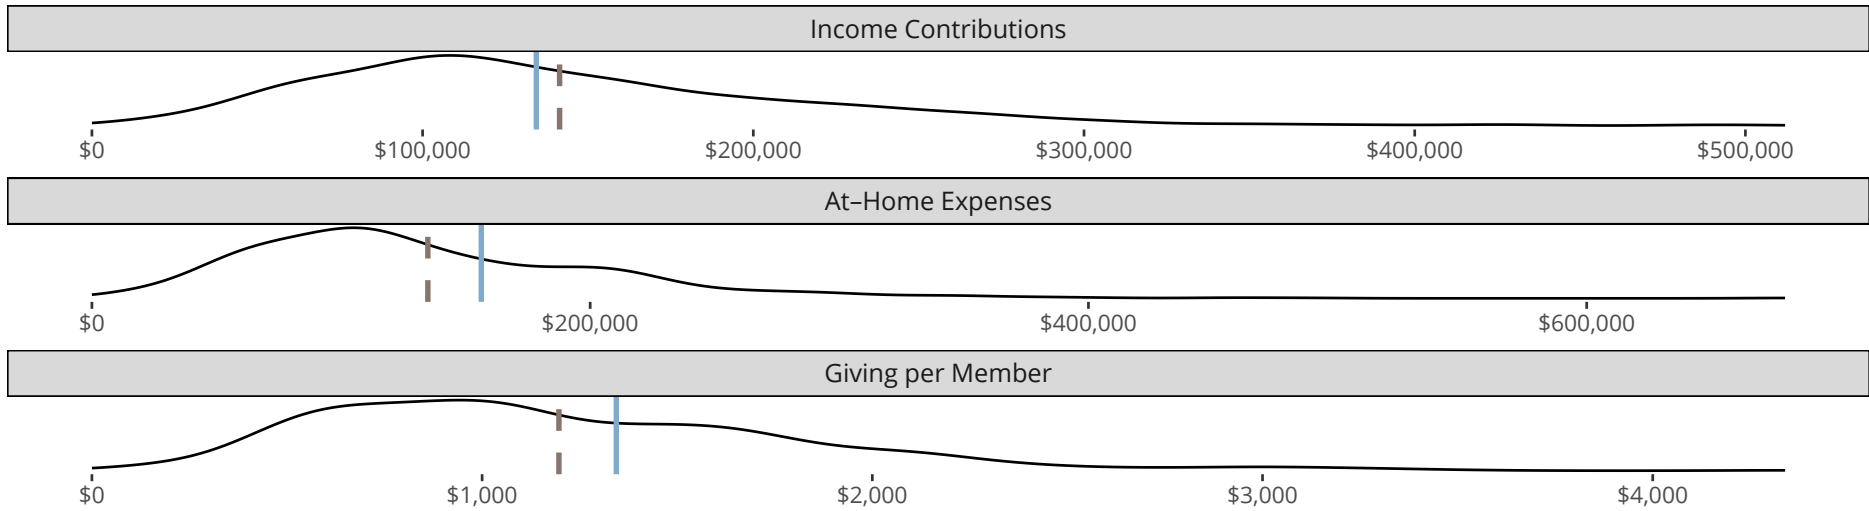 Income Contributions
$0 $100,000 $200,000 $300,000 $400,000 $500,000
At–Home Expenses
$0 $200,000 $400,000 $600,000
Giving per Member
$0 $1,000 $2,000 $3,000 $4,000